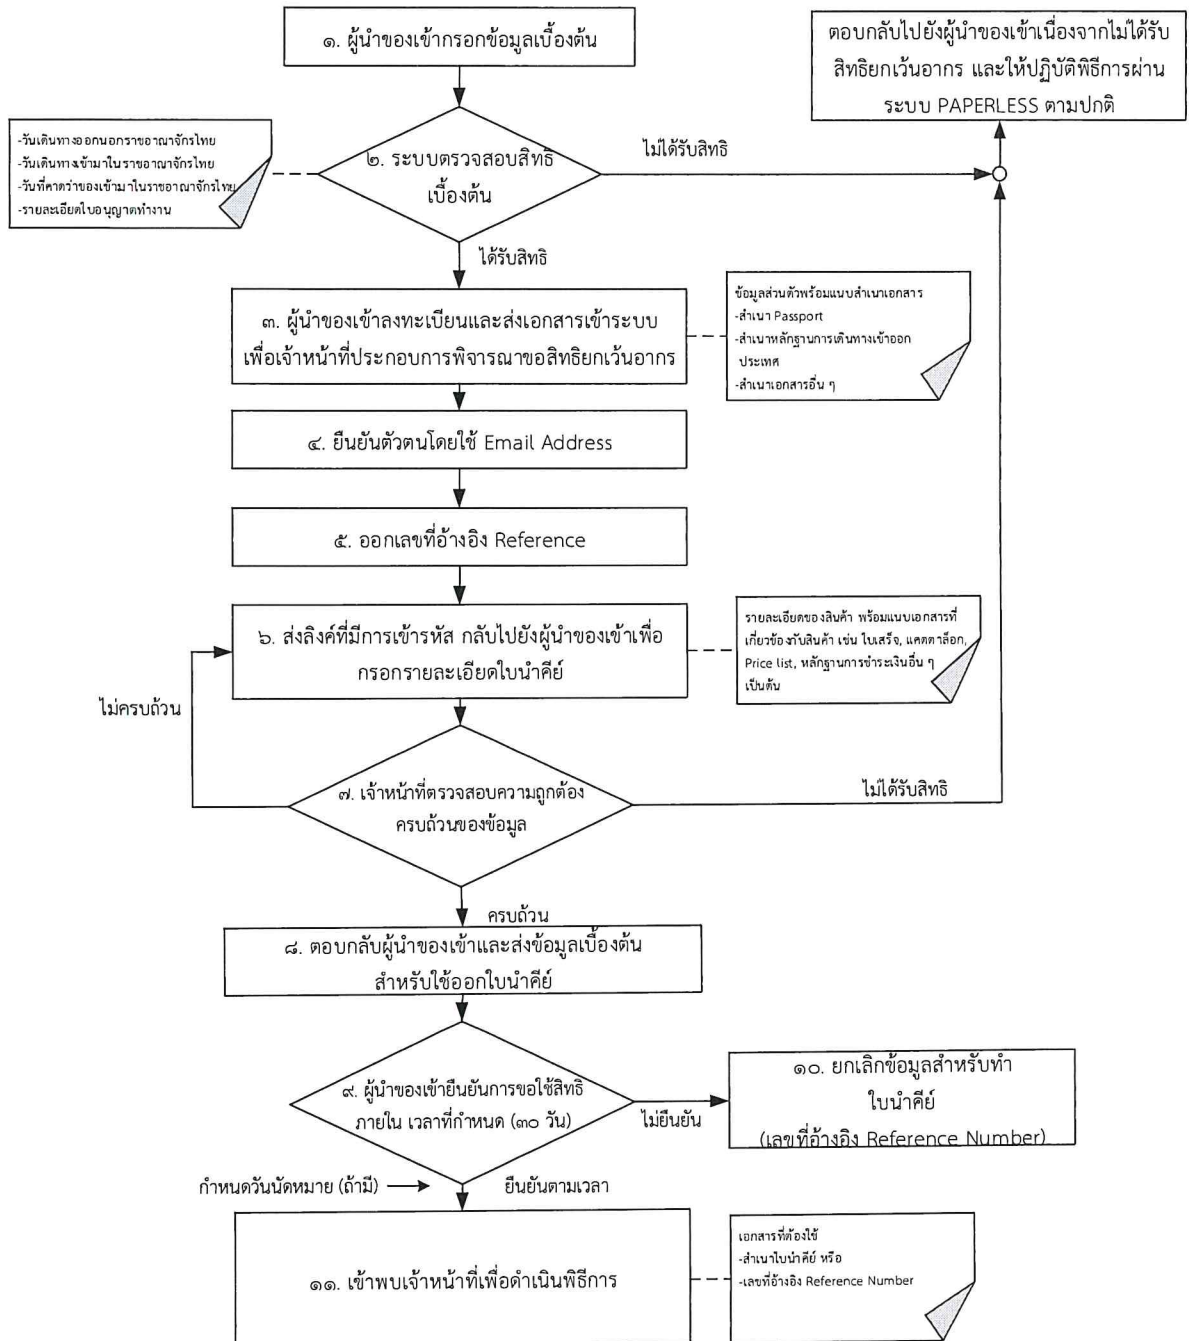 ๑. ผู้นำของเข้ากรอกข้อมูลเบื้องต้น
ตอบกลับไปยังผู้นำของเข้าเนื่องจากไม่ได้รับ
สิทธิยกเว้นอากร และให้ปฏิบัติพิธีการผ่าน
ระบบ PAPERLESS ตามปกติ
-วันเดินทางออกนอกราชอาณาจักรไทย
-วันเดินทางเข้ามาในราชอาณาจักรไทย
-วันที่คาดว่าของเข้ามาในราชอาณาจักรไทย
-รายละเอียดใบอนุญาตทำงาน
๒. ระบบตรวจสอบสิทธิ
เบื้องต้น
ไม่ได้รับสิทธิ
ได้รับสิทธิ
๓. ผู้นำของเข้าลงทะเบียนและส่งเอกสารเข้าระบบ
เพื่อเจ้าหน้าที่ประกอบการพิจารณาขอสิทธิยกเว้นอากร
ข้อมูลส่วนตัวพร้อมแนบสำเนาเอกสาร
-สำเนา Passport
-สำเนาหลักฐานการเดินทางเข้าออก
ประเทศ
-สำเนาเอกสารอื่น ๆ
๔. ยืนยันตัวตนโดยใช้ Email Address
๕. ออกเลขที่อ้างอิง Reference
๖. ส่งลิงค์ที่มีการเข้ารหัส กลับไปยังผู้นำของเข้าเพื่อ
กรอกรายละเอียดใบนำคีย์
รายละเอียดของสินค้า พร้อมแนบเอกสารที่
เกี่ยวข้องกับสินค้า เช่น ใบเสร็จ, แคตตาล็อก,
Price list, หลักฐานการชำระเงินอื่น ๆ
เป็นต้น
ไม่ครบถ้วน
๗. เจ้าหน้าที่ตรวจสอบความถูกต้อง
ครบถ้วนของข้อมูล
ไม่ได้รับสิทธิ
ครบถ้วน
๘. ตอบกลับผู้นำของเข้าและส่งข้อมูลเบื้องต้น
สำหรับใช้ออกใบนำคีย์
๙. ผู้นำของเข้ายืนยันการขอใช้สิทธิ
ภายใน เวลาที่กำหนด (๓๐ วัน)
ไม่ยืนยัน
๑๐. ยกเลิกข้อมูลสำหรับทำ
ใบนำคีย์
(เลขที่อ้างอิง Reference Number)
กำหนดวันนัดหมาย (ถ้ามี)
ยืนยันตามเวลา
๑๑. เข้าพบเจ้าหน้าที่เพื่อดำเนินพิธีการ
เอกสารที่ต้องใช้
-สำเนาใบนำคีย์ หรือ
-เลขที่อ้างอิง Reference Number